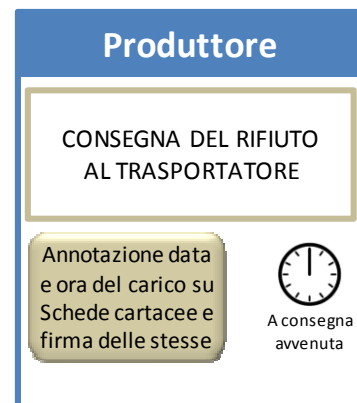 Produttore
CONSEGNA DEL RIFIUTO
AL TRASPORTATORE
Annotazione data
e ora del carico su
Schede cartacee e
firma delle stesse
A consegna
avvenuta